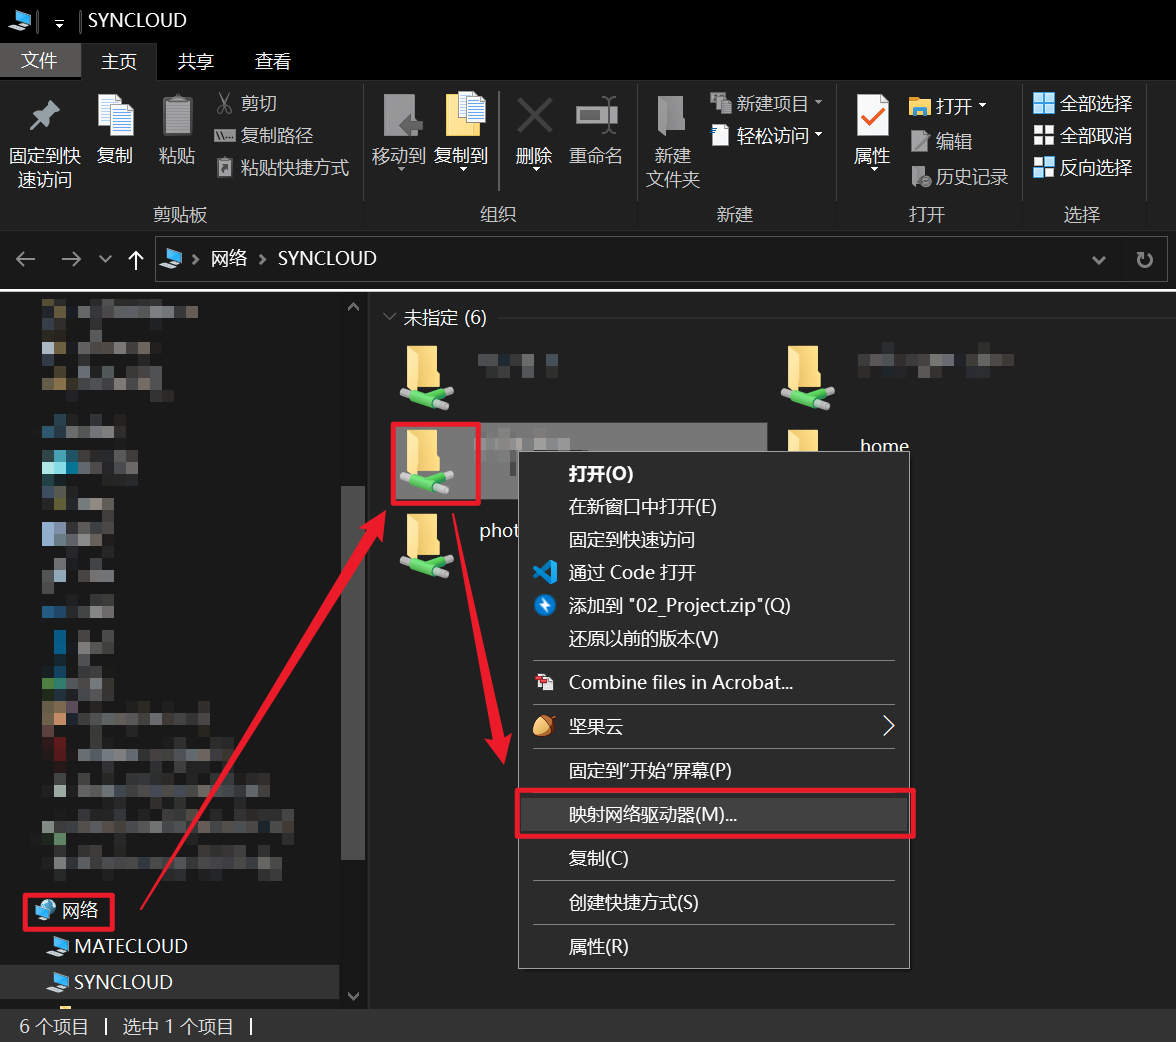 SYNCLOUD
文件 主页 共享 查看
固定到快速访问
复制
粘贴
剪切
复制路径
粘贴快捷方式
剪贴板
移动到
复制到
删除
重命名
组织
新建
文件夹
新建项目
轻松访问
新建
属性
打开
编辑
历史记录
打开
全部选择
全部取消
反向选择
选择
网络 SYNCLOUD
未指定 (6)
home
phot
打开(O)
在新窗口中打开(E)
固定到快速访问
通过 Code 打开
添加到 "02_Project.zip"(Q)
还原以前的版本(V)
Combine files in Acrobat...
坚果云
固定到"开始"屏幕(P)
映射网络驱动器(M)...
复制(C)
创建快捷方式(S)
属性(R)
网络
MATECLOUD
SYNCLOUD
6 个项目 选中 1 个项目